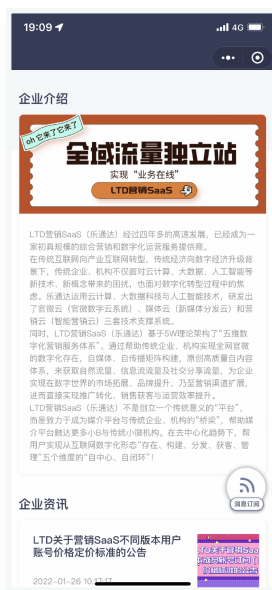 19:09
4G
企业介绍
oh 它来了它来了
全域流量独立站
实现“业务在线”
LTD营销SaaS
LTD营销SaaS（乐通达）经过四年多的高速发展，已经成为一
家初具规模的综合营销和数字化运营服务提供商。
在传统互联网向产业互联网转型、传统经济向数字经济升级背
景下，传统企业、机构不仅面对云计算、大数据、人工智能等
新技术、新概念带来的困扰，也面对数字化转型过程中的焦
虑。乐通达运用云计算、大数据科技与人工智能技术，研发出
了官微云（官微数字云系统）、媒体云（新媒体分发云）和营
销云（智能营销云）三套技术支撑系统。
同时，LTD营销SaaS（乐通达）基于5W理论架构了“五维数
字化营销服务体系”。通过帮助传统企业、机构实现全网官微
的数字化存在，自媒体、自传播矩阵构建，原创高质量自内容
体系，来获取自然流量、信息流流量及社交分享流量，为企业
实现在数字世界的市场拓展、品牌提升、乃至营销渠道扩展，
进而直接实现推广转化、销售获客与运营效率提升。
LTD营销SaaS（乐通达）不是创立一个传统意义的“平台”，
而是致力于成为媒介平台与传统企业、机构的“桥梁”，帮助媒
介平台触达更多小B与传统小微机构。在去中心化趋势下，帮
用户实现从互联网数字化形态“存在、构建、分发、获客、管
理”五个维度的“自中心、自闭环”！
消息订阅
企业资讯
LTD关于营销SaaS不同版本用户
账号价格定价标准的公告
2022-01-26 10:17:17